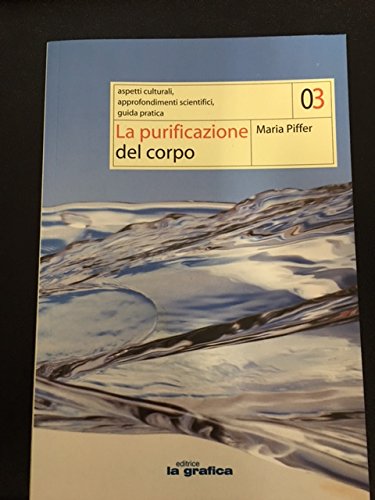 aspetti culturali,
approfondimenti scientifici,
guida pratica
03
La purificazione
del corpo
Maria Piffer
editrice
la grafica